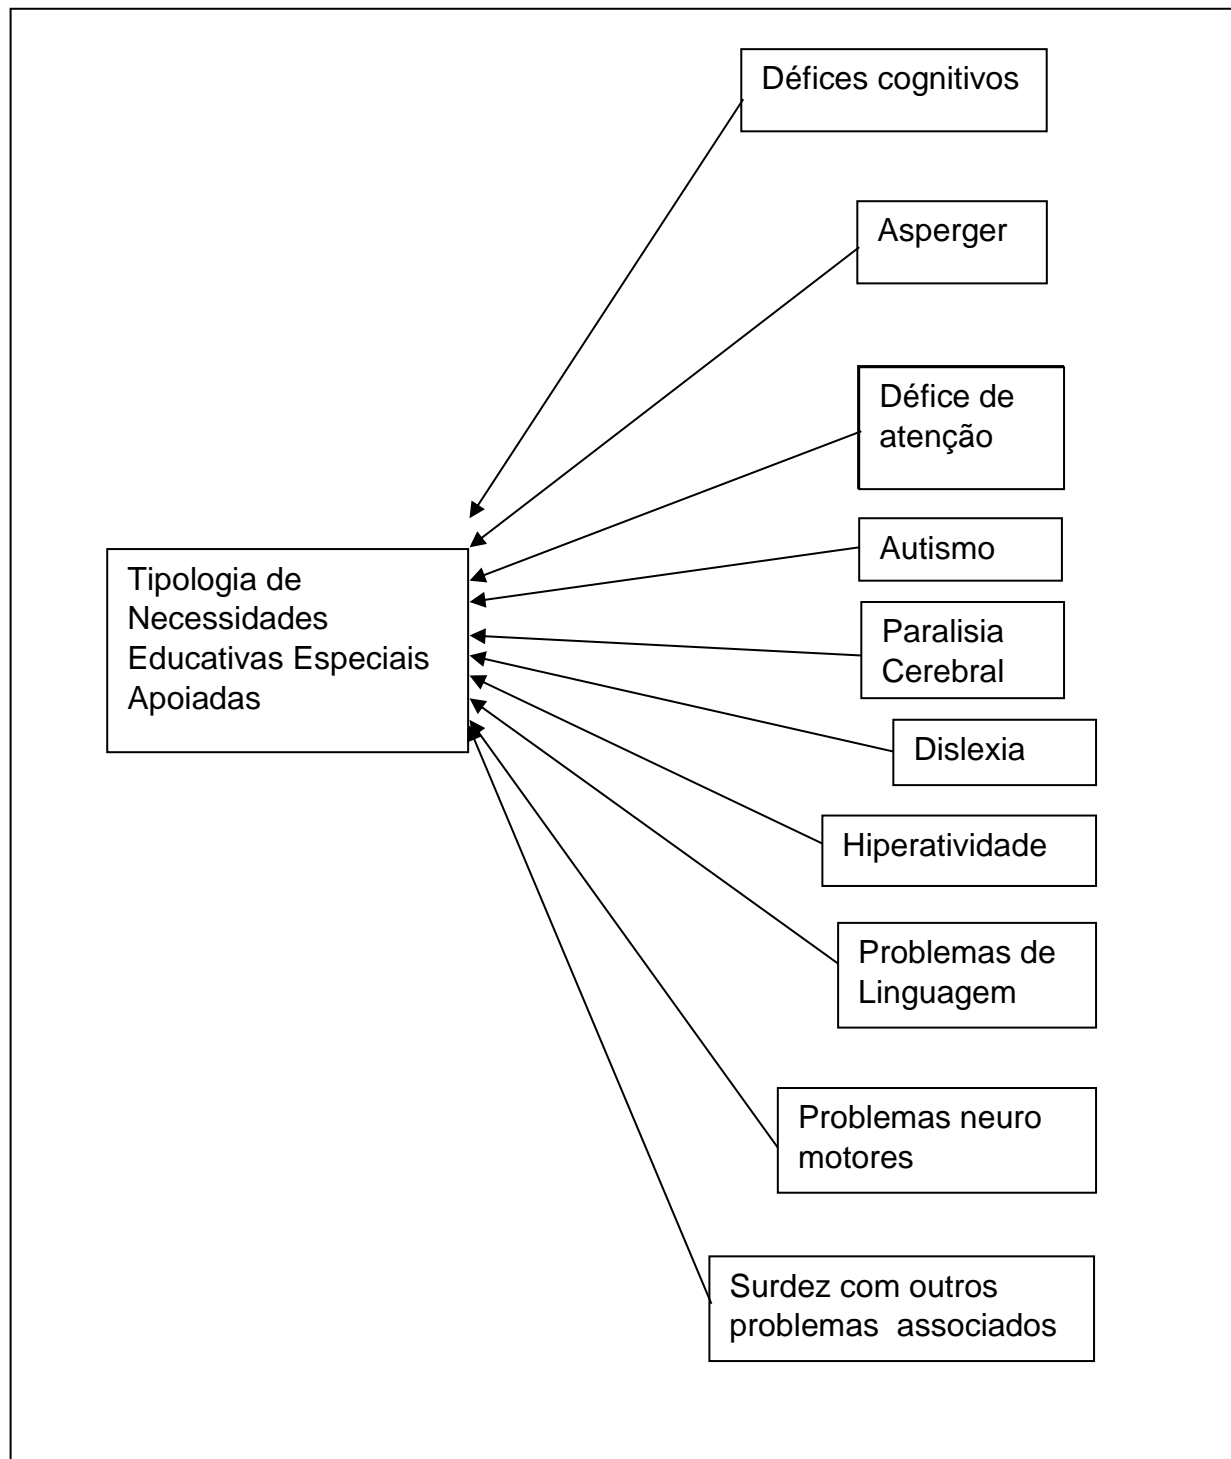 Défices cognitivos
Asperger
Défice de
atenção
Autismo
Tipologia de
Necessidades
Educativas Especiais
Apoiadas
Paralisia
Cerebral
Dislexia
Hiperatividade
Problemas de
Linguagem
Problemas neuro
motores
Surdez com outros
problemas  associados